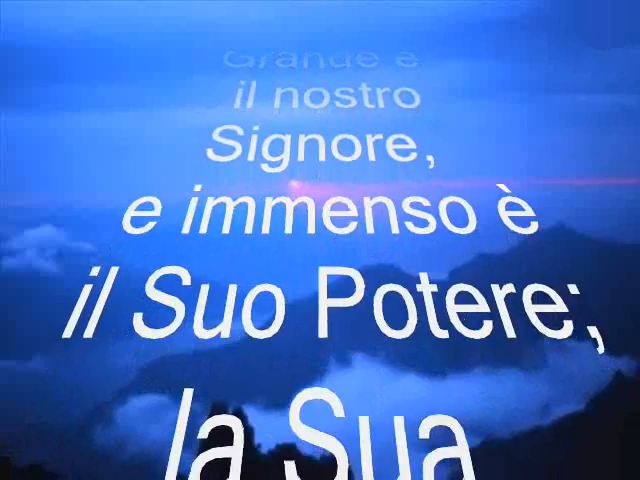 Grande è
il nostro
Signore,
e immenso è
il Suo Potere;,
la Sua